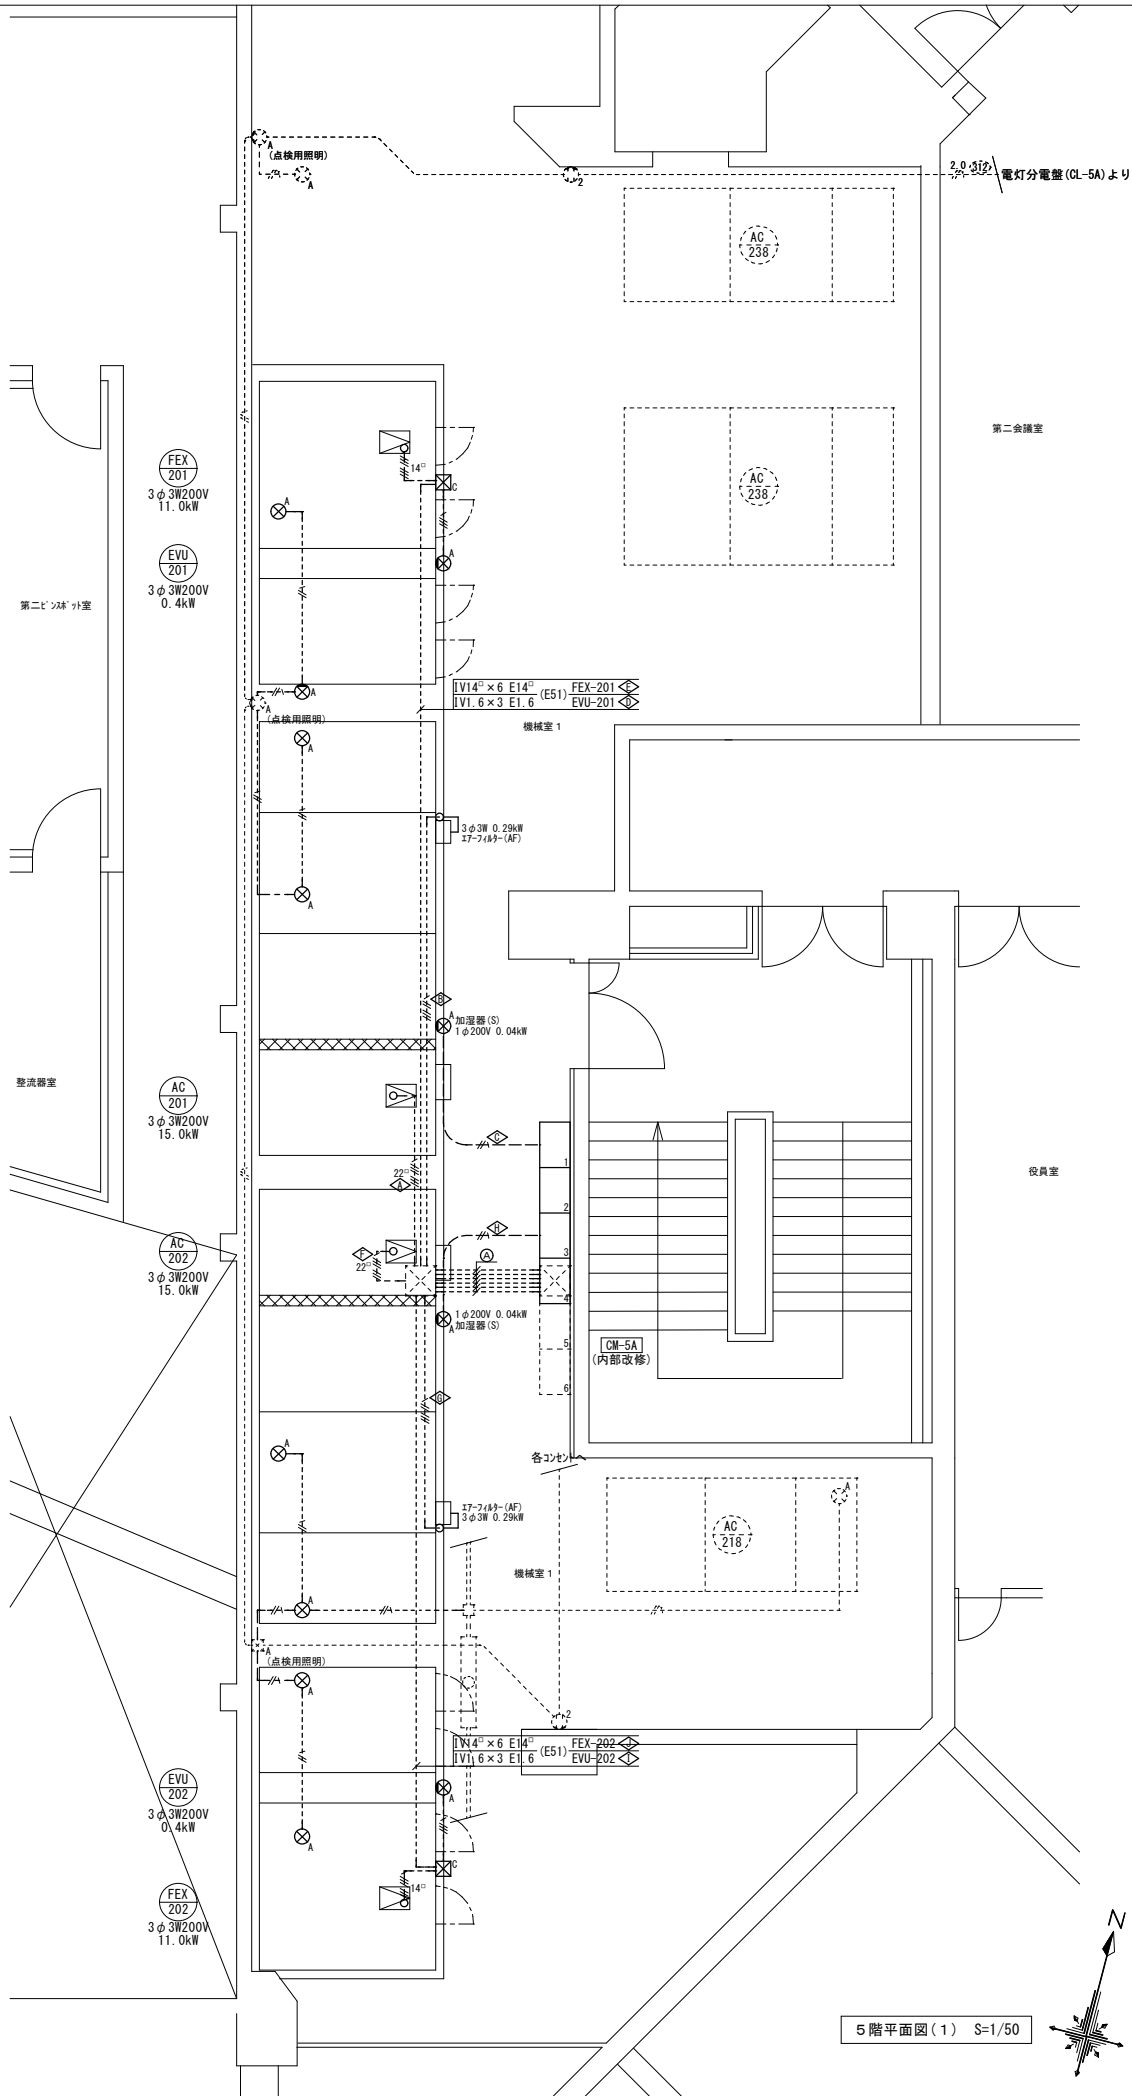 A
(点検用照明)
A
2
2.0 (312)
電灯分電盤(CL-5A)より
AC
238
AC
238
第二会議室
FEX
201
3φ3W200V
11.0kW
14□
C
A
EVU
201
3φ3W200V
0.4kW
A
第二ピンスポット室
A
A
(点検用照明)
IV14□×6 E14□ (E51) FEX-201 E
IV1.6×3 E1.6 EVU-201 D
機械室1
A
3φ3W 0.29kW
エアーフィルター(AF)
A
B
A
加湿器(S)
1φ200V 0.04kW
整流器室
AC
201
3φ3W200V
15.0kW
C
1
22□
A
役員室
2
H
3
AC
202
3φ3W200V
15.0kW
F
22□
A
4
1φ200V 0.04kW
加湿器(S)
A
5
CM-5A
(内部改修)
6
G
A
各コンセントへ
エアーフィルター(AF)
3φ3W 0.29kW
A
AC
218
機械室1
A
A
(点検用照明)
A
2
IV14□×6 E14□ (E51) FEX-202 J
IV1.6×3 E1.6 EVU-202 I
EVU
202
3φ3W200V
0.4kW
A
A
C
FEX
202
3φ3W200V
11.0kW
14□
N
5階平面図(1) S=1/50